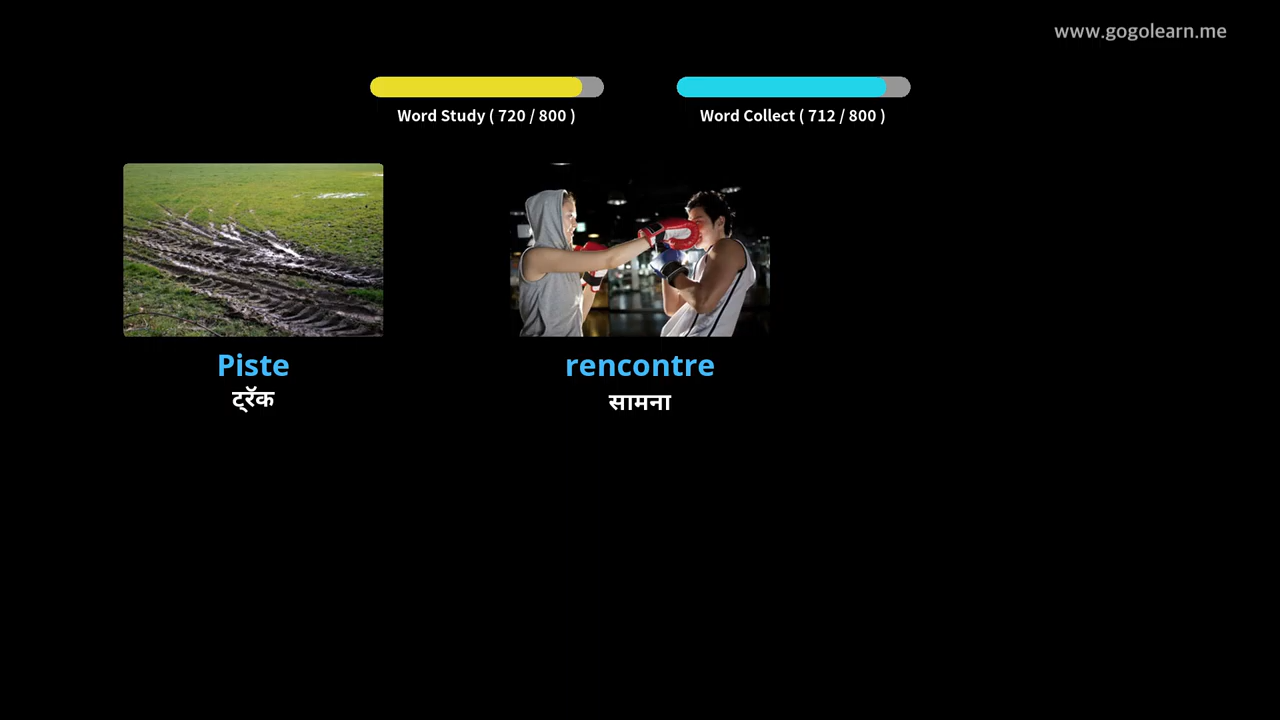 www.gogolearn.me
Word Study ( 720 / 800 )
Word Collect ( 712 / 800 )
Piste
ट्रॅक
rencontre
सामना